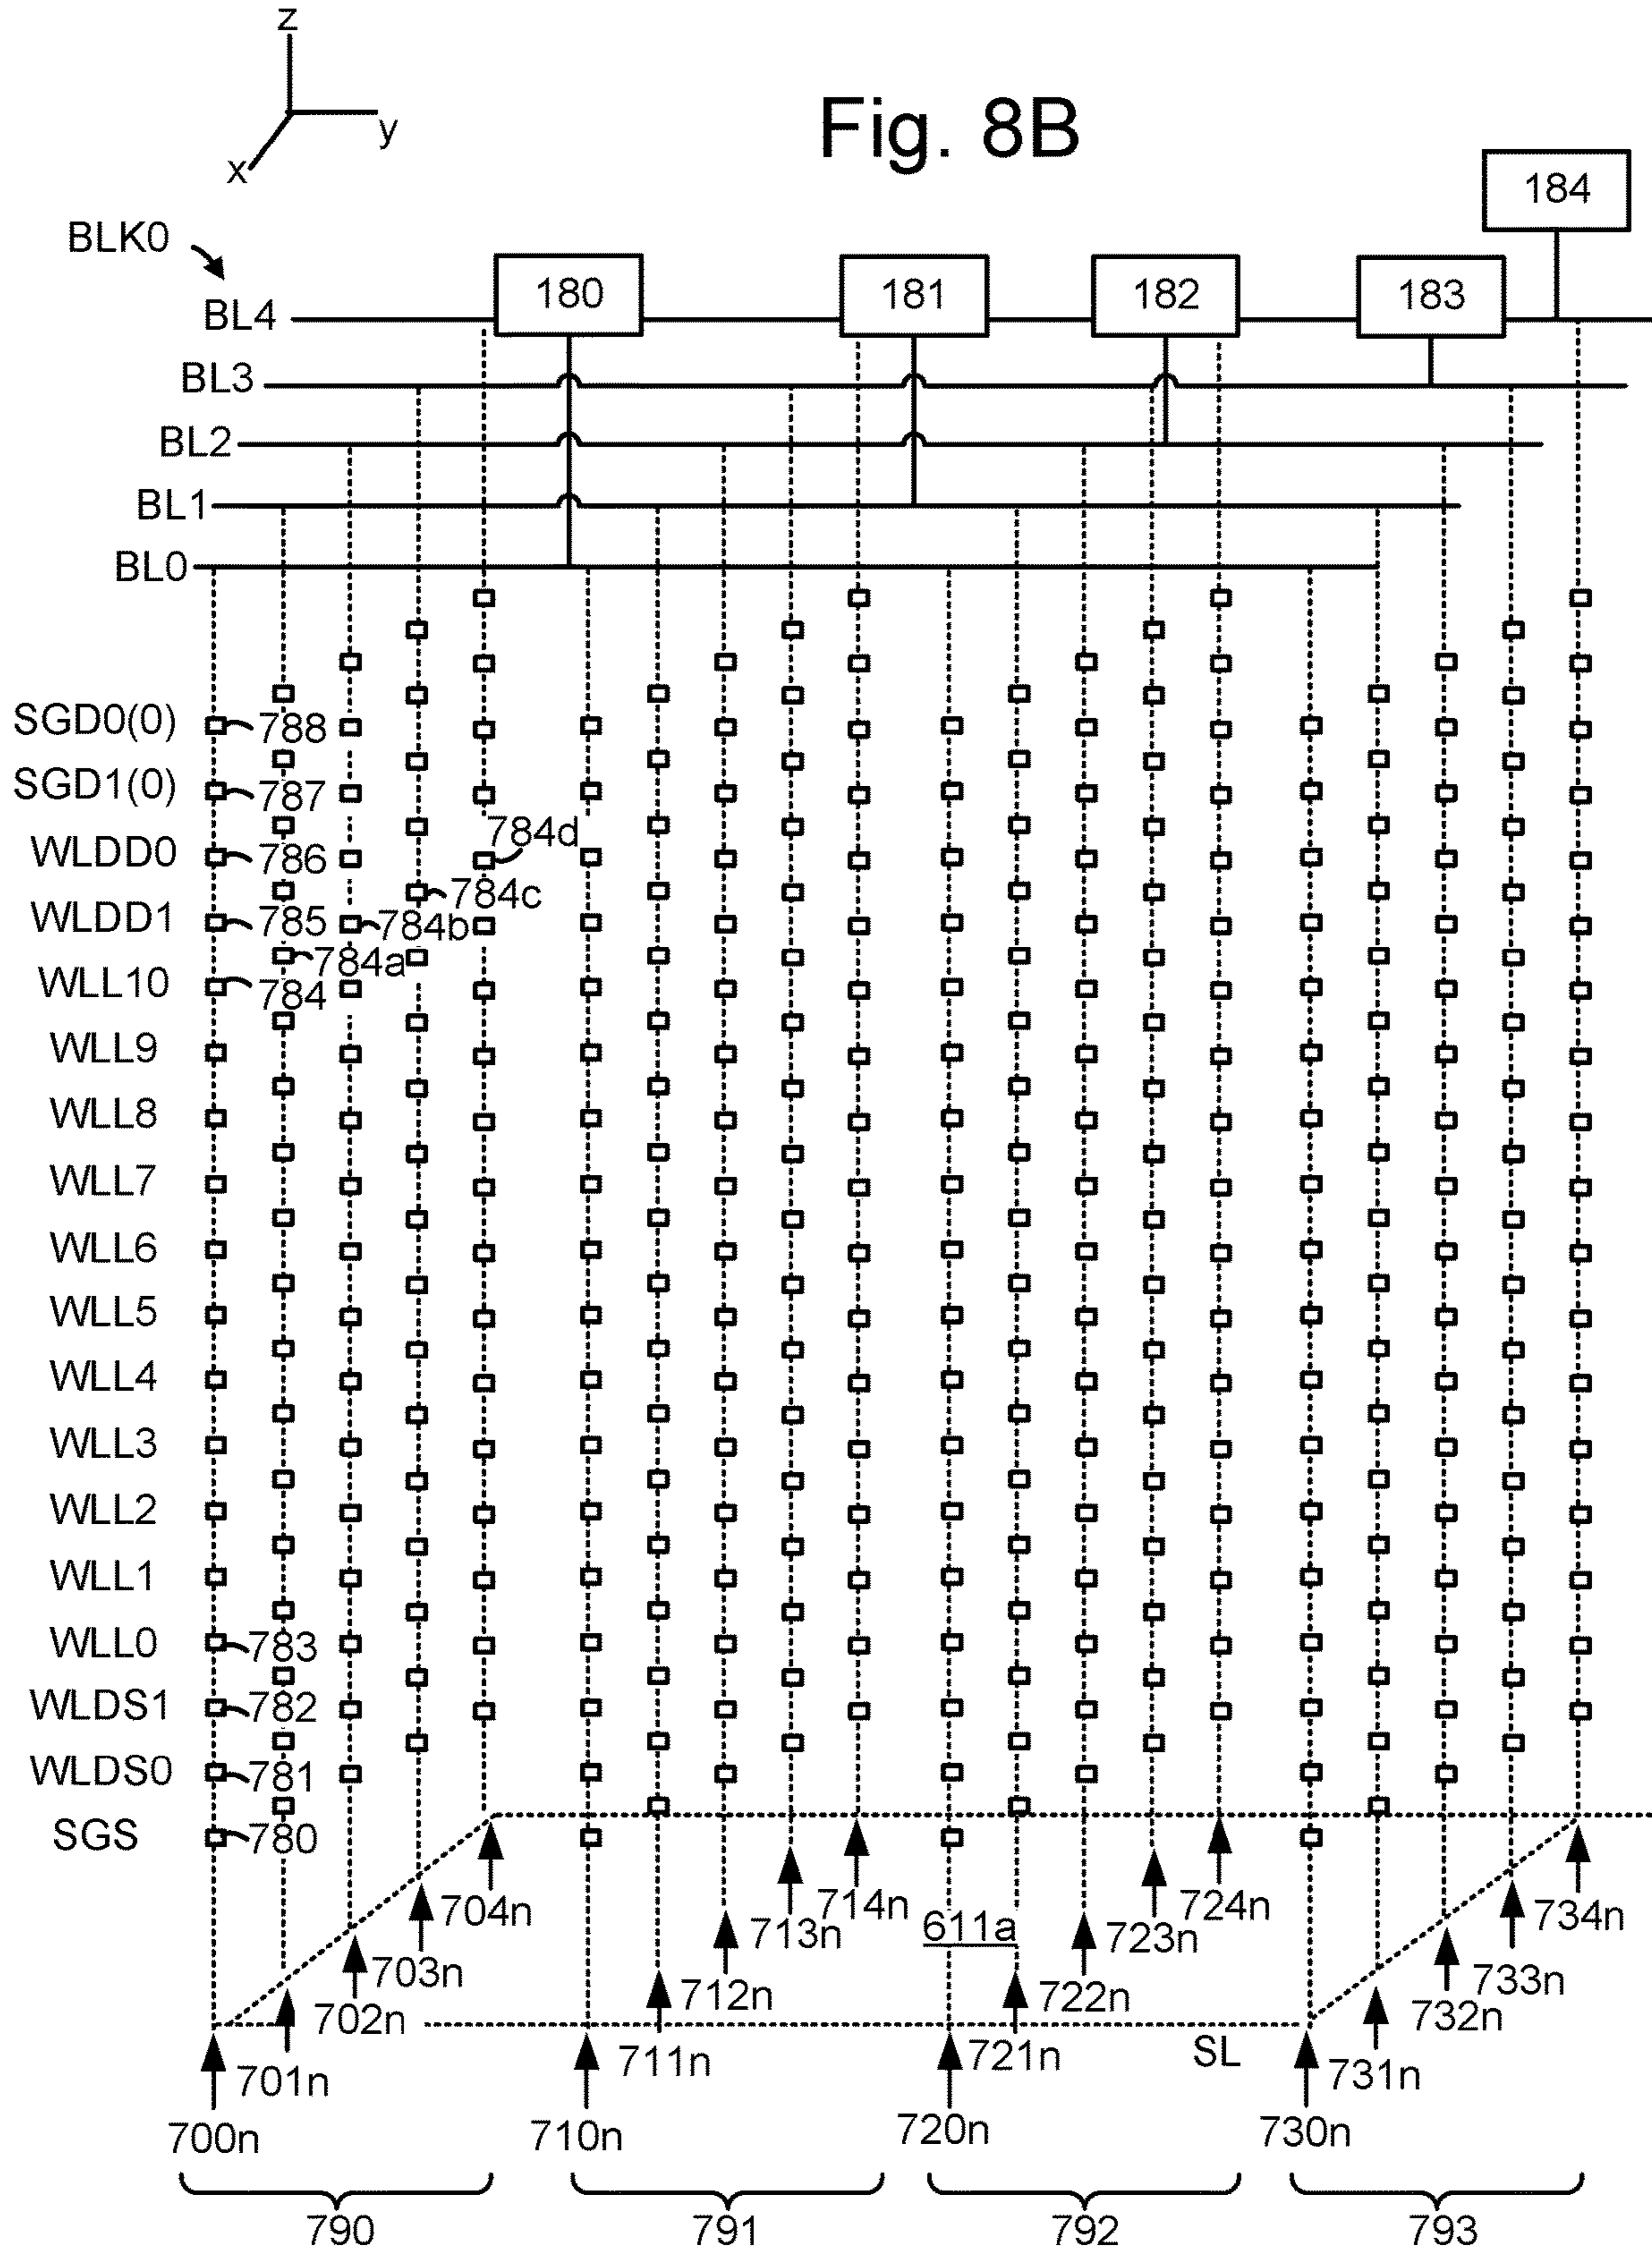 z
y
x
Fig. 8B
184
BLK0
180
181
182
183
BL4
BL3
BL2
BL1
BL0
SGD0(0)
788
SGD1(0)
787
784d
WLDD0
786
784c
WLDD1
785
784b
784a
WLL10
784
WLL9
WLL8
WLL7
WLL6
WLL5
WLL4
WLL3
WLL2
WLL1
WLL0
783
WLDS1
782
WLDS0
781
SGS
780
704n
714n
724n
734n
703n
713n
611a
723n
733n
702n
712n
722n
732n
701n
711n
721n
SL
731n
700n
710n
720n
730n
790
791
792
793